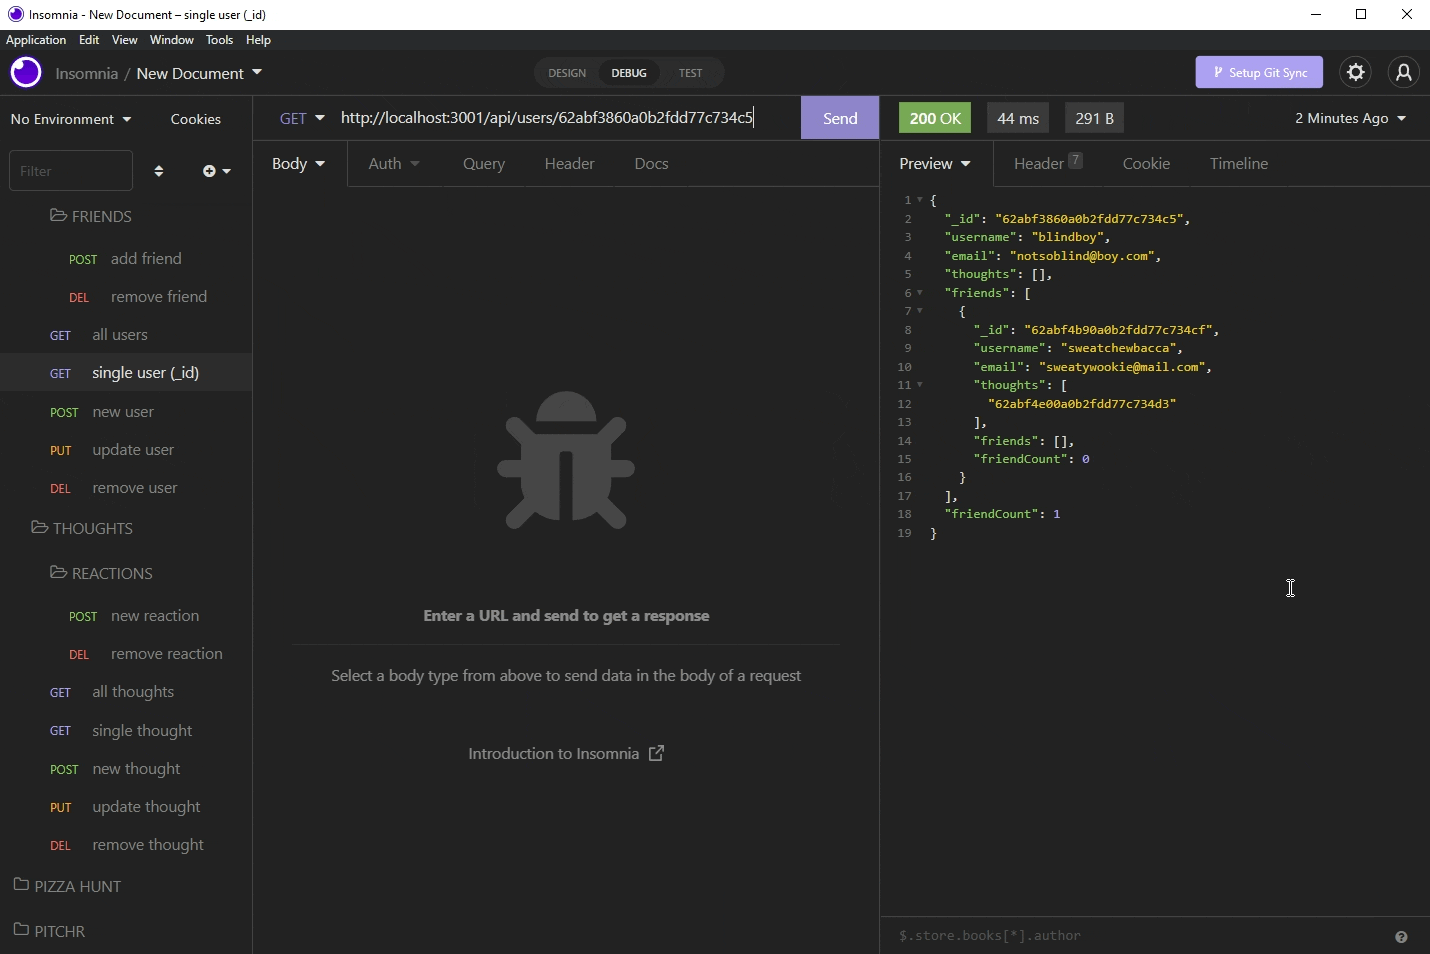 Insomnia - New Document – single user (_id)
Application Edit View Window Tools Help
Insomnia / New Document
DESIGN DEBUG TEST
Setup Git Sync
No Environment Cookies
GET http://localhost:3001/api/users/62abf3860a0b2fdd77c734c5 Send
200 OK 44 ms 291 B 2 Minutes Ago
Filter
Body Auth Query Header Docs
Preview Header 7 Cookie Timeline
FRIENDS
POST add friend
DEL remove friend
GET all users
GET single user (_id)
POST new user
PUT update user
DEL remove user
THOUGHTS
REACTIONS
POST new reaction
DEL remove reaction
GET all thoughts
GET single thought
POST new thought
PUT update thought
DEL remove thought
PIZZA HUNT
PITCHR
Enter a URL and send to get a response
Select a body type from above to send data in the body of a request
Introduction to Insomnia
1 {
2 "_id": "62abf3860a0b2fdd77c734c5",
3 "username": "blindboy",
4 "email": "notsoblind@boy.com",
5 "thoughts": [],
6 "friends": [
7 {
8 "_id": "62abf4b90a0b2fdd77c734cf",
9 "username": "sweatchewbacca",
10 "email": "sweatywookie@mail.com",
11 "thoughts": [
12 "62abf4e00a0b2fdd77c734d3"
13 ],
14 "friends": [],
15 "friendCount": 0
16 }
17 ],
18 "friendCount": 1
19 }
$.store.books[*].author
?